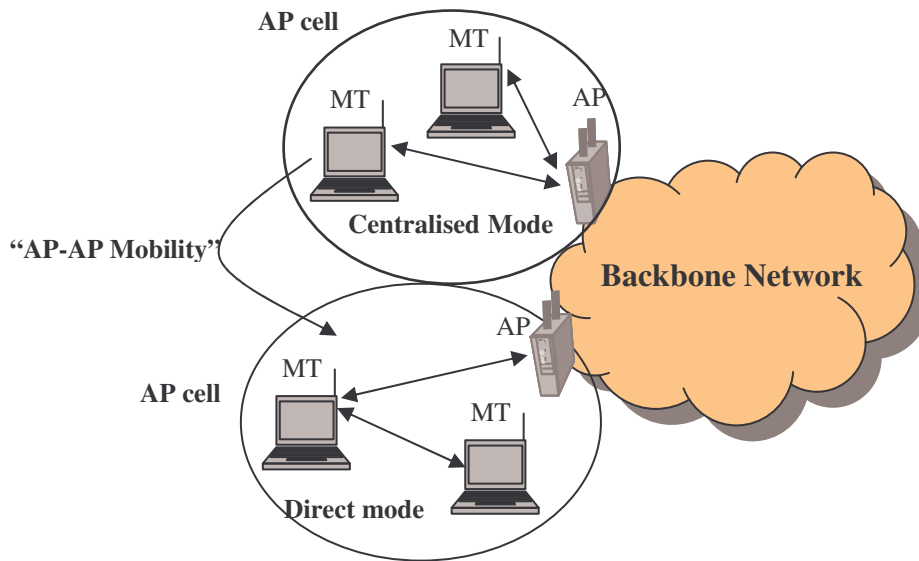 AP cell
MT
MT
AP
Centralised Mode
“AP-AP Mobility”
Backbone Network
AP
MT
AP cell
MT
Direct mode